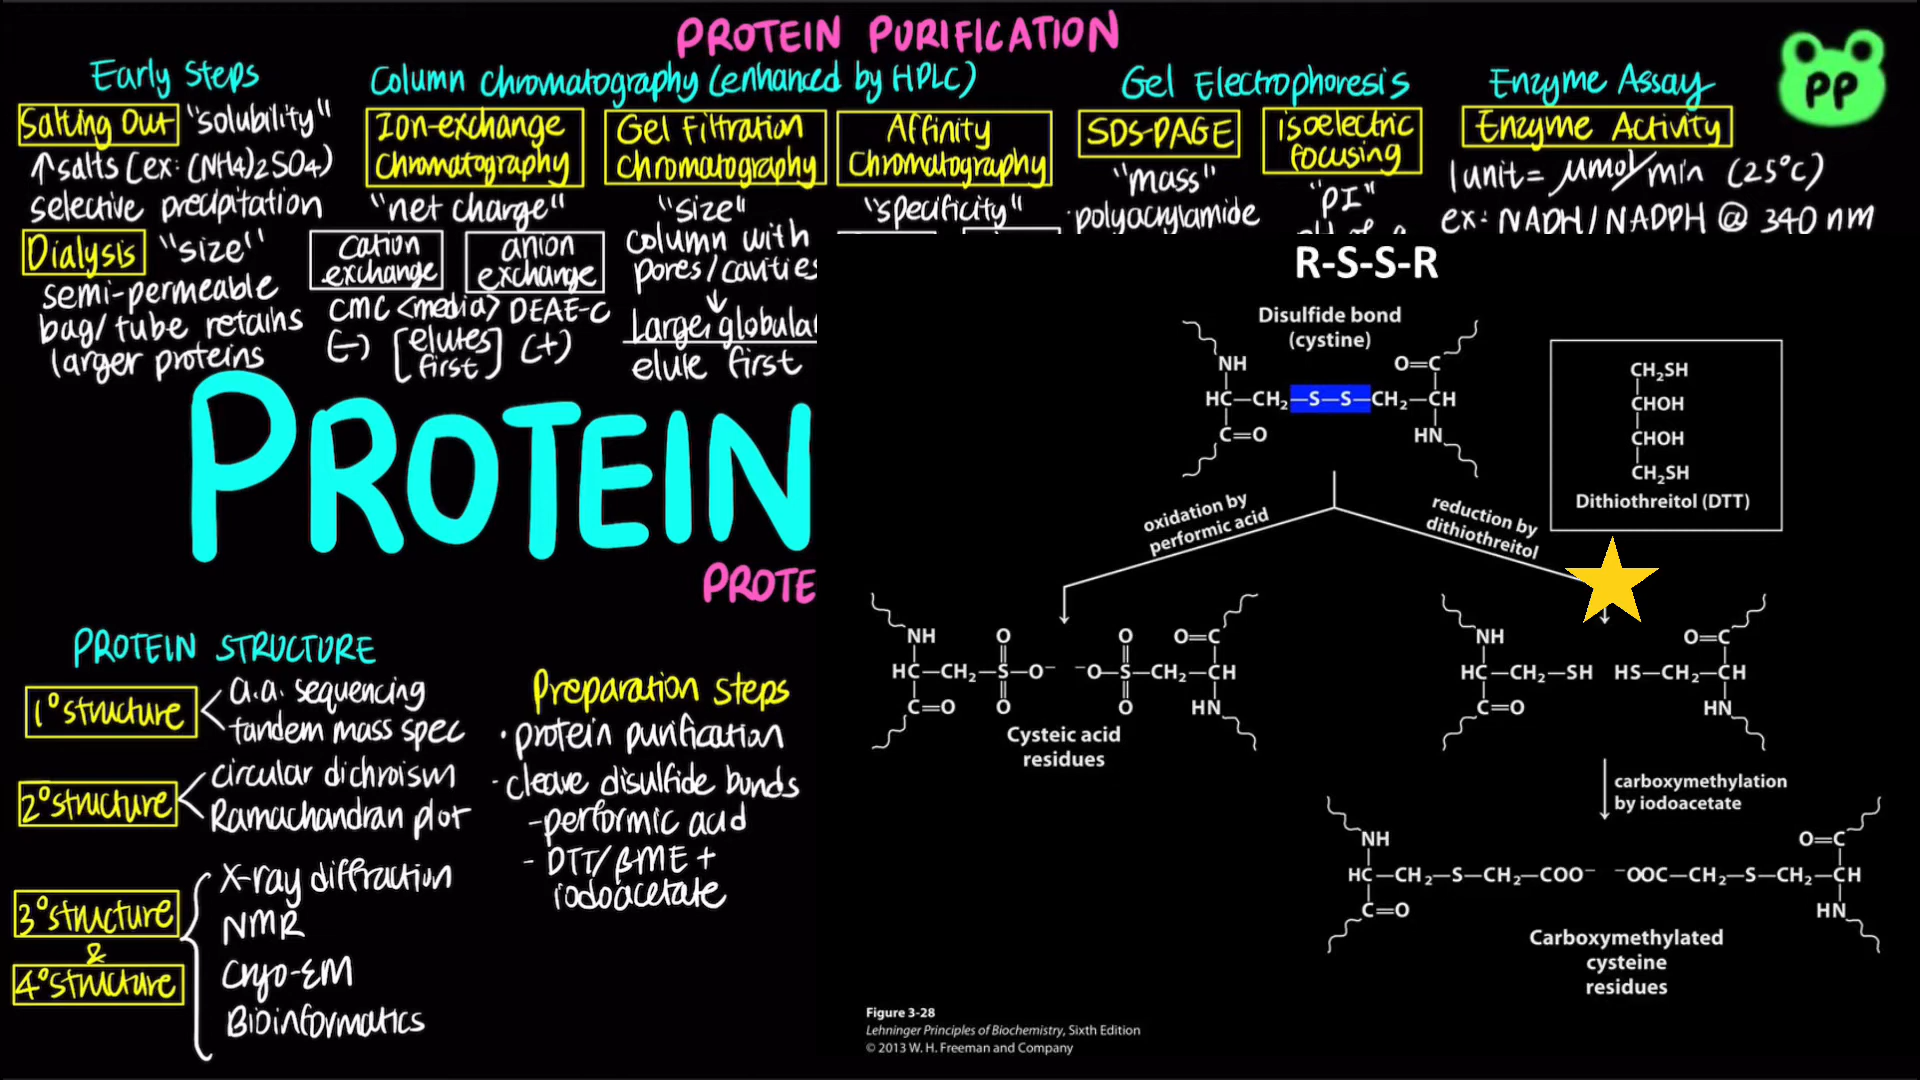 PROTEIN PURIFICATION
PP
Early Steps
Salting Out "solubility"
↑salts (ex: (NH4)2SO4)
selective precipitation
Dialysis "size"
semi-permeable
bag/tube retains
larger proteins
Column Chromatography (enhanced by HPLC)
Ion-exchange
Chromatography
"net charge"
cation
exchange
anion
exchange
CMC <media> DEAE-C
(-) [elutes first] (+)
Gel Filtration
Chromatography
"size"
column with
pores/cavities
↓
Larger globula
elute first
Affinity
Chromatography
"specificity"
Gel Electrophoresis
SDS-PAGE
"mass"
polyacrylamide
isoelectric
focusing
"pI"
Enzyme Assay
Enzyme Activity
1 unit = μmol/min (25°C)
ex: NADH/NADPH @ 340 nm
PROTEIN
PROTE
PROTEIN STRUCTURE
1° structure
a.a. sequencing
tandem mass spec
2° structure
circular dichroism
Ramachandran plot
3° structure
&
4° structure
X-ray diffraction
NMR
Cryo-EM
Bioinformatics
Preparation Steps
· protein purification
· cleave disulfide bonds
- performic acid
- DTT/βME +
iodoacetate
R-S-S-R
Disulfide bond
(cystine)
NH O=C
HC—CH₂—S—S—CH₂—CH
C=O HN
CH₂SH
CHOH
CHOH
CH₂SH
Dithiothreitol (DTT)
oxidation by
performic acid
reduction by
dithiothreitol
NH O O O=C
HC—CH₂—S—O⁻ ⁻O—S—CH₂—CH
C=O O O HN
Cysteic acid
residues
NH O=C
HC—CH₂—SH HS—CH₂—CH
C=O HN
carboxymethylation
by iodoacetate
NH O=C
HC—CH₂—S—CH₂—COO⁻ ⁻OOC—CH₂—S—CH₂—CH
C=O HN
Carboxymethylated
cysteine
residues
Figure 3-28
Lehninger Principles of Biochemistry, Sixth Edition
© 2013 W. H. Freeman and Company